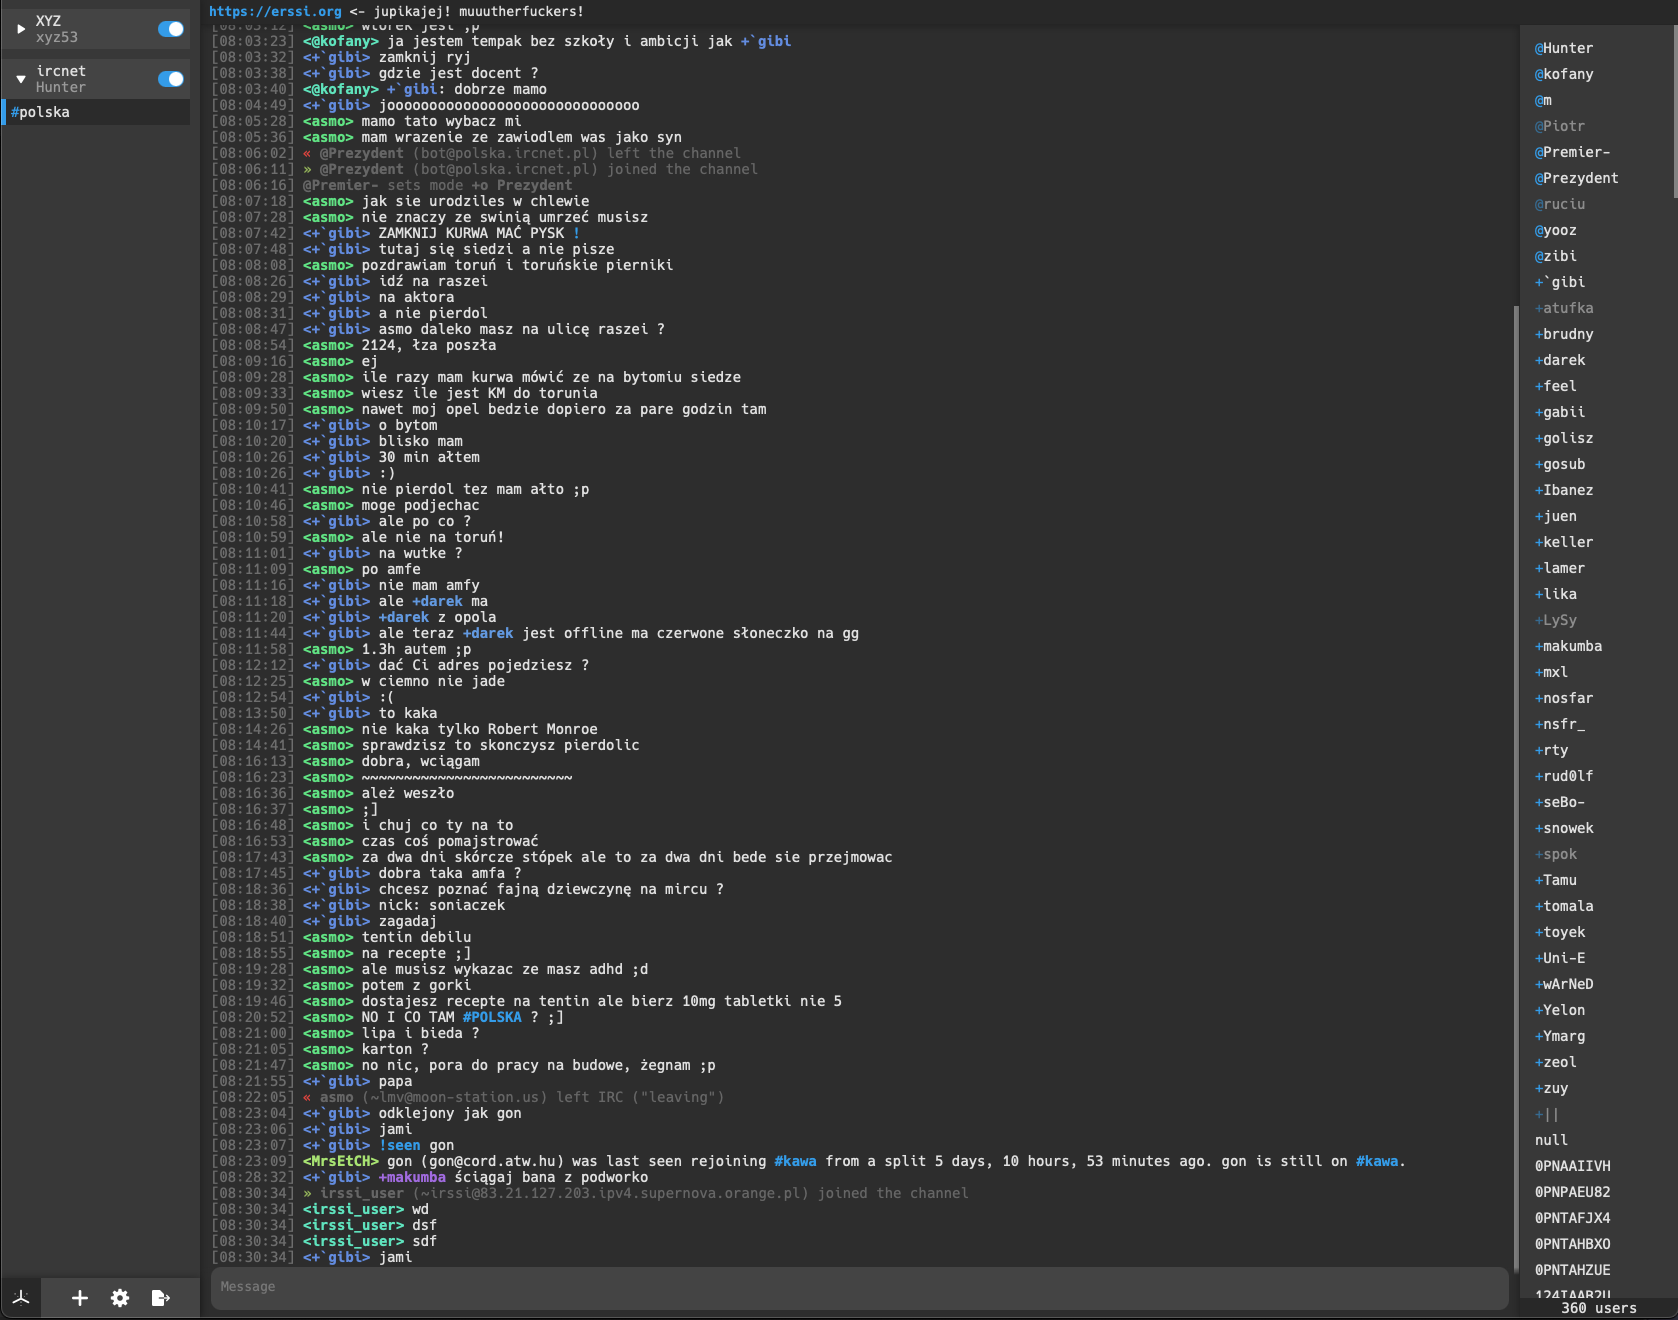 XYZ
xyz53
ircnet
Hunter
#polska
https://erssi.org <- jupikajej! muuutherfuckers!
[08:03:12] <asmo> wtorek jest ;p
[08:03:23] <@kofany> ja jestem tempak bez szkoły i ambicji jak +`gibi
[08:03:32] <+`gibi> zamknij ryj
[08:03:38] <+`gibi> gdzie jest docent ?
[08:03:40] <@kofany> +`gibi: dobrze mamo
[08:04:49] <+`gibi> joooooooooooooooooooooooooooooo
[08:05:28] <asmo> mamo tato wybacz mi
[08:05:36] <asmo> mam wrazenie ze zawiodlem was jako syn
[08:06:02] « @Prezydent (bot@polska.ircnet.pl) left the channel
[08:06:11] » @Prezydent (bot@polska.ircnet.pl) joined the channel
[08:06:16] @Premier- sets mode +o Prezydent
[08:07:18] <asmo> jak sie urodziles w chlewie
[08:07:28] <asmo> nie znaczy ze swinią umrzeć musisz
[08:07:42] <+`gibi> ZAMKNIJ KURWA MAĆ PYSK !
[08:07:48] <+`gibi> tutaj się siedzi a nie pisze
[08:08:08] <asmo> pozdrawiam toruń i toruńskie pierniki
[08:08:26] <+`gibi> idź na raszei
[08:08:29] <+`gibi> na aktora
[08:08:31] <+`gibi> a nie pierdol
[08:08:47] <+`gibi> asmo daleko masz na ulicę raszei ?
[08:08:54] <asmo> 2124, łza poszła
[08:09:16] <asmo> ej
[08:09:28] <asmo> ile razy mam kurwa mówić ze na bytomiu siedze
[08:09:33] <asmo> wiesz ile jest KM do torunia
[08:09:50] <asmo> nawet moj opel bedzie dopiero za pare godzin tam
[08:10:17] <+`gibi> o bytom
[08:10:20] <+`gibi> blisko mam
[08:10:26] <+`gibi> 30 min ałtem
[08:10:26] <+`gibi> :)
[08:10:41] <asmo> nie pierdol tez mam ałto ;p
[08:10:46] <asmo> moge podjechac
[08:10:58] <+`gibi> ale po co ?
[08:10:59] <asmo> ale nie na toruń!
[08:11:01] <+`gibi> na wutke ?
[08:11:09] <asmo> po amfe
[08:11:16] <+`gibi> nie mam amfy
[08:11:18] <+`gibi> ale +darek ma
[08:11:20] <+`gibi> +darek z opola
[08:11:44] <+`gibi> ale teraz +darek jest offline ma czerwone słoneczko na gg
[08:11:58] <asmo> 1.3h autem ;p
[08:12:12] <+`gibi> dać Ci adres pojedziesz ?
[08:12:25] <asmo> w ciemno nie jade
[08:12:54] <+`gibi> :(
[08:13:50] <+`gibi> to kaka
[08:14:26] <asmo> nie kaka tylko Robert Monroe
[08:14:41] <asmo> sprawdzisz to skonczysz pierdolic
[08:16:13] <asmo> dobra, wciągam
[08:16:23] <asmo> ~~~~~~~~~~~~~~~~~~~~~~~~~
[08:16:36] <asmo> ależ weszło
[08:16:37] <asmo> ;]
[08:16:48] <asmo> i chuj co ty na to
[08:16:53] <asmo> czas coś pomajstrować
[08:17:43] <asmo> za dwa dni skórcze stópek ale to za dwa dni bede sie przejmowac
[08:17:45] <+`gibi> dobra taka amfa ?
[08:18:36] <+`gibi> chcesz poznać fajną dziewczynę na mircu ?
[08:18:38] <+`gibi> nick: soniaczek
[08:18:40] <+`gibi> zagadaj
[08:18:51] <asmo> tentin debilu
[08:18:55] <asmo> na recepte ;]
[08:19:28] <asmo> ale musisz wykazac ze masz adhd ;d
[08:19:32] <asmo> potem z gorki
[08:19:46] <asmo> dostajesz recepte na tentin ale bierz 10mg tabletki nie 5
[08:20:52] <asmo> NO I CO TAM #POLSKA ? ;]
[08:21:00] <asmo> lipa i bieda ?
[08:21:05] <asmo> karton ?
[08:21:47] <asmo> no nic, pora do pracy na budowe, żegnam ;p
[08:21:55] <+`gibi> papa
[08:22:05] « asmo (~lmv@moon-station.us) left IRC ("leaving")
[08:23:04] <+`gibi> odklejony jak gon
[08:23:06] <+`gibi> jami
[08:23:07] <+`gibi> !seen gon
[08:23:09] <MrsEtCH> gon (gon@cord.atw.hu) was last seen rejoining #kawa from a split 5 days, 10 hours, 53 minutes ago. gon is still on #kawa.
[08:28:32] <+`gibi> +makumba ściągaj bana z podworko
[08:30:34] » irssi_user (~irssi@83.21.127.203.ipv4.supernova.orange.pl) joined the channel
[08:30:34] <irssi_user> wd
[08:30:34] <irssi_user> dsf
[08:30:34] <irssi_user> sdf
[08:30:34] <+`gibi> jami
Message
@Hunter
@kofany
@m
@Piotr
@Premier-
@Prezydent
@ruciu
@yooz
@zibi
+`gibi
+atufka
+brudny
+darek
+feel
+gabii
+golisz
+gosub
+Ibanez
+juen
+keller
+lamer
+lika
+LySy
+makumba
+mxl
+nosfar
+nsfr_
+rty
+rud0lf
+seBo-
+snowek
+spok
+Tamu
+tomala
+toyek
+Uni-E
+wArNeD
+Yelon
+Ymarg
+zeol
+zuy
+||
null
0PNAAIIVH
0PNPAEU82
0PNTAFJX4
0PNTAHBXO
0PNTAHZUE
124IAAB2U
360 users